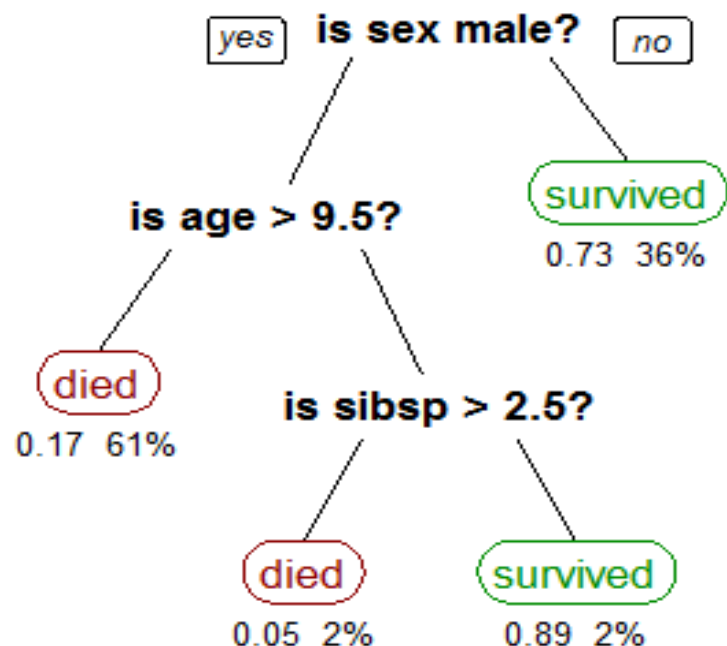 yes is sex male? no
survived
is age > 9.5?
0.73 36%
died
is sibsp > 2.5?
0.17 61%
died survived
0.05 2% 0.89 2%